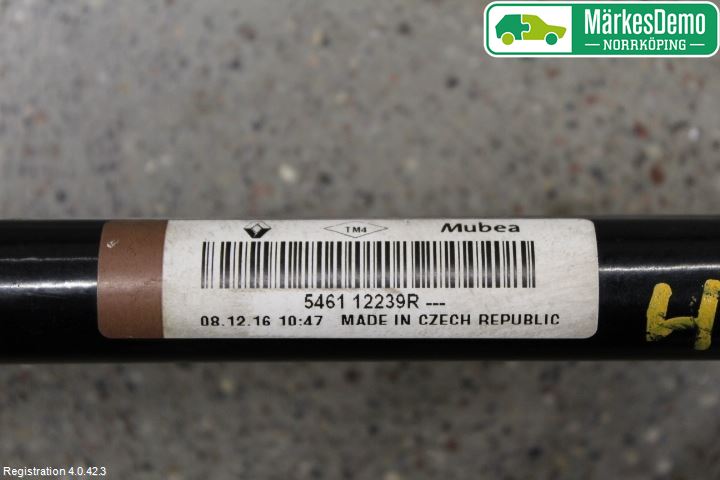 MärkesDemo
NORRKÖPING
TM4 Mubea
5461 12239R ---
08.12.16 10:47 MADE IN CZECH REPUBLIC
Registration 4.0.42.3